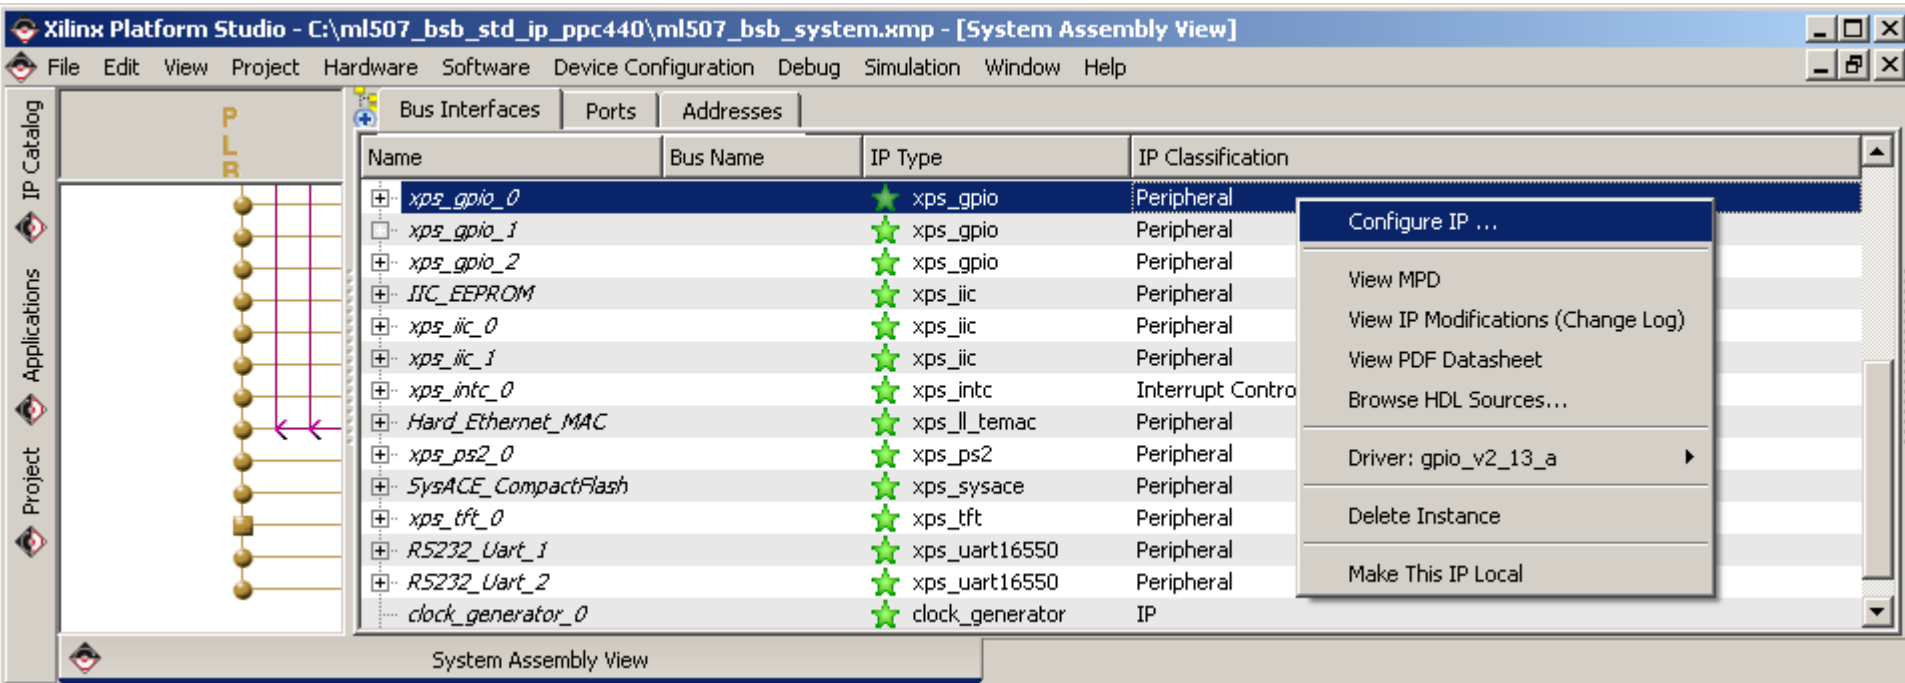 Xilinx Platform Studio - C:\ml507_bsb_std_ip_ppc440\ml507_bsb_system.xmp - [System Assembly View]
File Edit View Project Hardware Software Device Configuration Debug Simulation Window Help
IP Catalog
Applications
Project
P
L
B
Bus Interfaces Ports Addresses
Name Bus Name IP Type IP Classification
xps_gpio_0 xps_gpio Peripheral
xps_gpio_1 xps_gpio Peripheral
xps_gpio_2 xps_gpio Peripheral
IIC_EEPROM xps_iic Peripheral
xps_iic_0 xps_iic Peripheral
xps_iic_1 xps_iic Peripheral
xps_intc_0 xps_intc Interrupt Contro
Hard_Ethernet_MAC xps_ll_temac Peripheral
xps_ps2_0 xps_ps2 Peripheral
SysACE_CompactFlash xps_sysace Peripheral
xps_tft_0 xps_tft Peripheral
RS232_Uart_1 xps_uart16550 Peripheral
RS232_Uart_2 xps_uart16550 Peripheral
clock_generator_0 clock_generator IP
Configure IP ...
View MPD
View IP Modifications (Change Log)
View PDF Datasheet
Browse HDL Sources...
Driver: gpio_v2_13_a
Delete Instance
Make This IP Local
System Assembly View